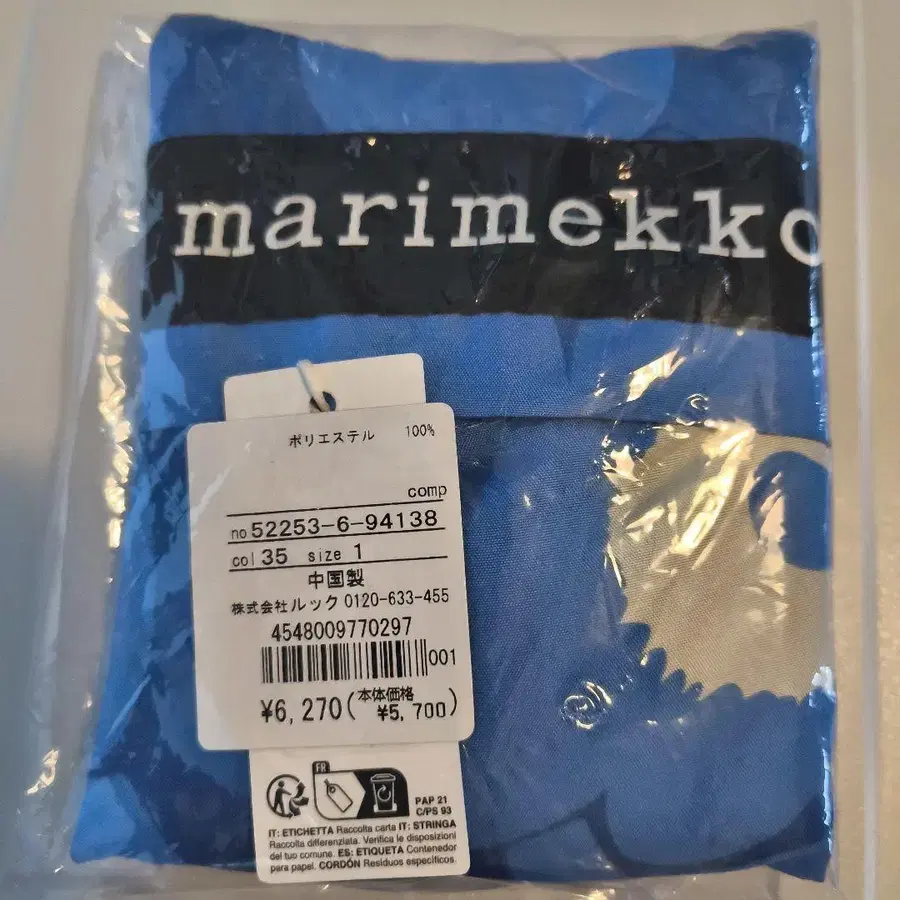 marimekko
ポリエステル 100%
comp
no 52253-6-94138
col 35 size 1
中国製
株式会社ルック 0120-633-455
4548009770297
001
¥6,270(本体価格 ¥5,700)
FR
PAP 21
C/PS 93
IT: ETICHETTA Raccolta carta IT: STRINGA
Raccolta differenziata. Verifica le disposizioni
del tuo comune. ES: ETIQUETA Contenedor
para papel. CORDÓN Residuos específicos.